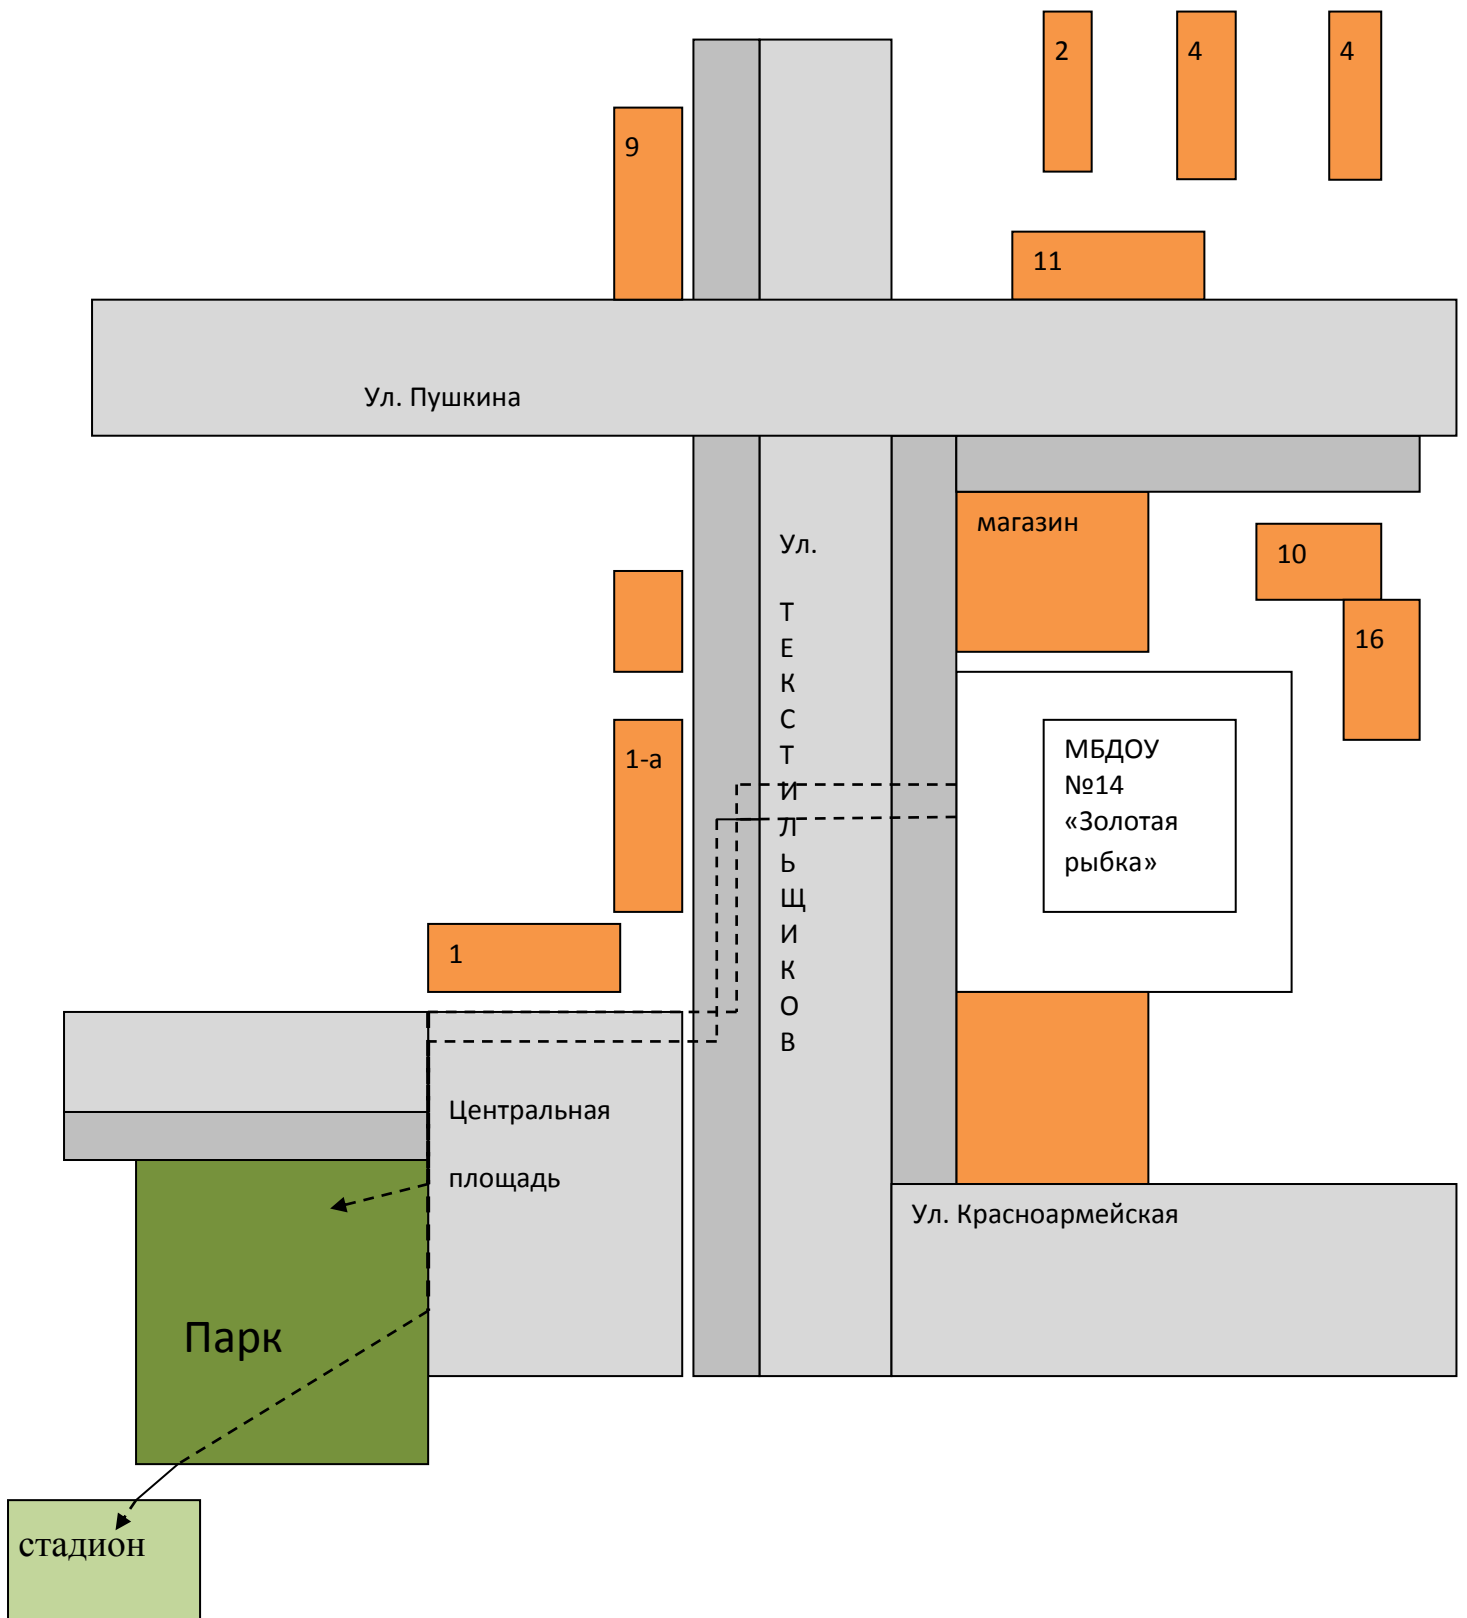 2
4
4
9
11
Ул. Пушкина
магазин
Ул.
Т
Е
К
С
Т
И
Л
Ь
Щ
И
К
О
В
10
16
1-а
МБДОУ
№14
«Золотая
рыбка»
1
Центральная
площадь
Ул. Красноармейская
Парк
стадион